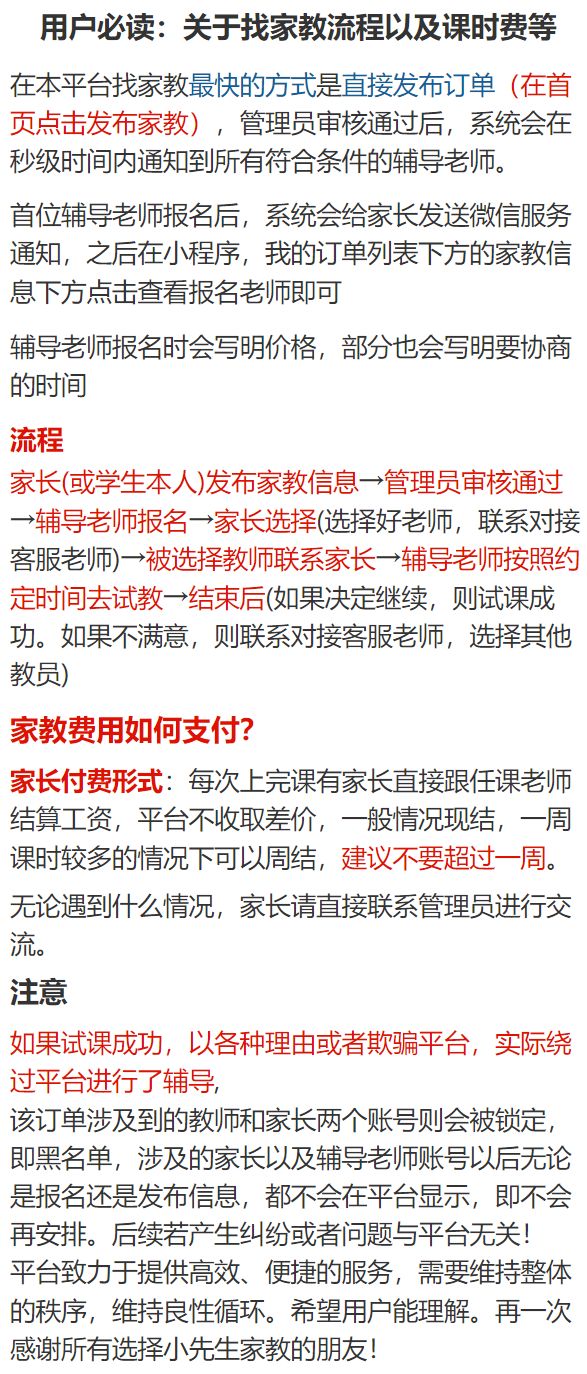 用户必读：关于找家教流程以及课时费等
在本平台找家教最快的方式是直接发布订单（在首
页点击发布家教），管理员审核通过后，系统会在
秒级时间内通知到所有符合条件的辅导老师。
首位辅导老师报名后，系统会给家长发送微信服务
通知，之后在小程序，我的订单列表下方的家教信
息下方点击查看报名老师即可
辅导老师报名时会写明价格，部分也会写明要协商
的时间
流程
家长(或学生本人)发布家教信息→管理员审核通过
→辅导老师报名→家长选择(选择好老师，联系对接
客服老师)→被选择教师联系家长→辅导老师按照约
定时间去试教→结束后(如果决定继续，则试课成
功。如果不满意，则联系对接客服老师，选择其他
教员)
家教费用如何支付？
家长付费形式：每次上完课有家长直接跟任课老师
结算工资，平台不收取差价，一般情况现结，一周
课时较多的情况下可以周结，建议不要超过一周。
无论遇到什么情况，家长请直接联系管理员进行交
流。
注意
如果试课成功，以各种理由或者欺骗平台，实际绕
过平台进行了辅导,
该订单涉及到的教师和家长两个账号则会被锁定，
即黑名单，涉及的家长以及辅导老师账号以后无论
是报名还是发布信息，都不会在平台显示，即不会
再安排。后续若产生纠纷或者问题与平台无关！
平台致力于提供高效、便捷的服务，需要维持整体
的秩序，维持良性循环。希望用户能理解。再一次
感谢所有选择小先生家教的朋友！